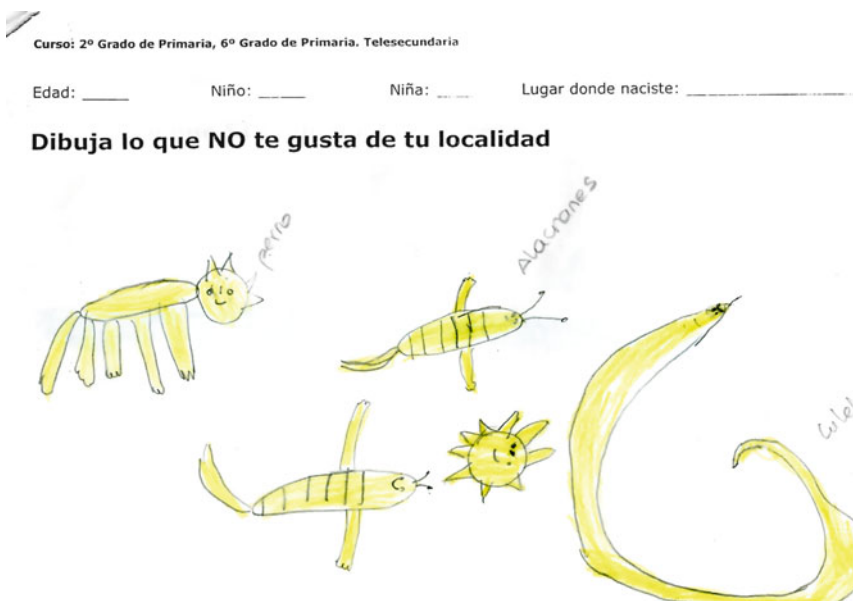 Curso: 2º Grado de Primaria, 6º Grado de Primaria. Telesecundaria
Edad: _____ Niño: _____ Niña: _____ Lugar donde naciste: _________________
Dibuja lo que NO te gusta de tu localidad
perro
Alacranes